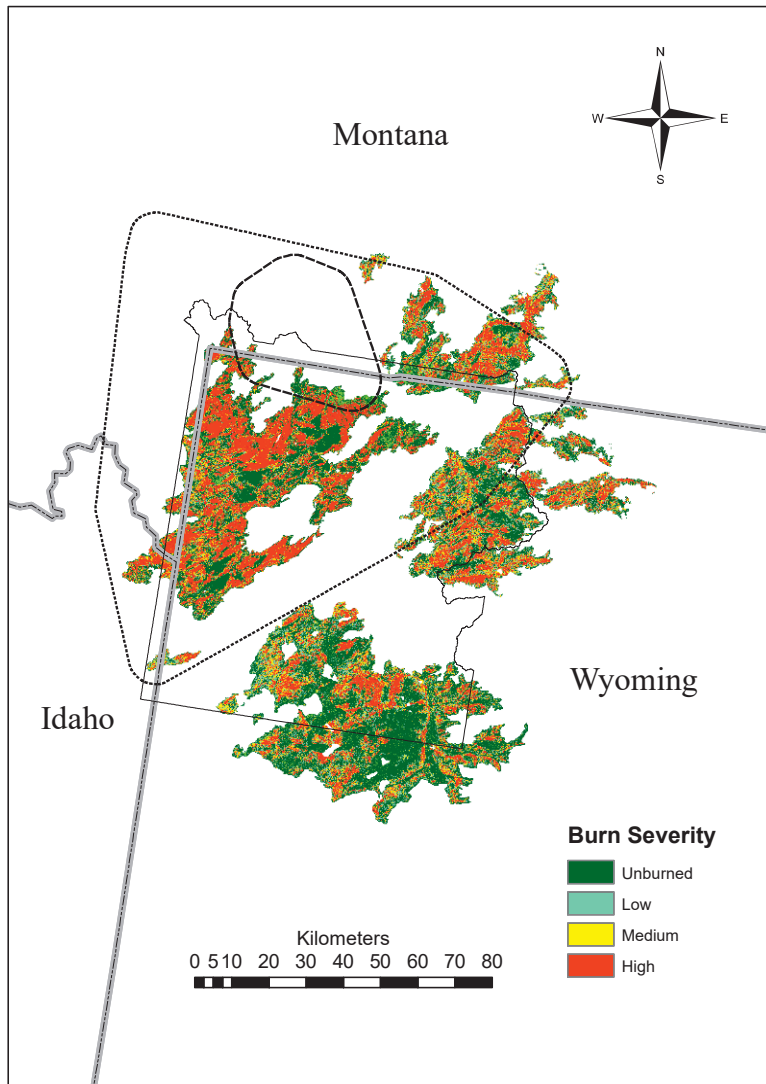 N
W E
S
Montana
Wyoming
Idaho
Burn Severity
Unburned
Low
Medium
High
Kilometers
0 5 10 20 30 40 50 60 70 80